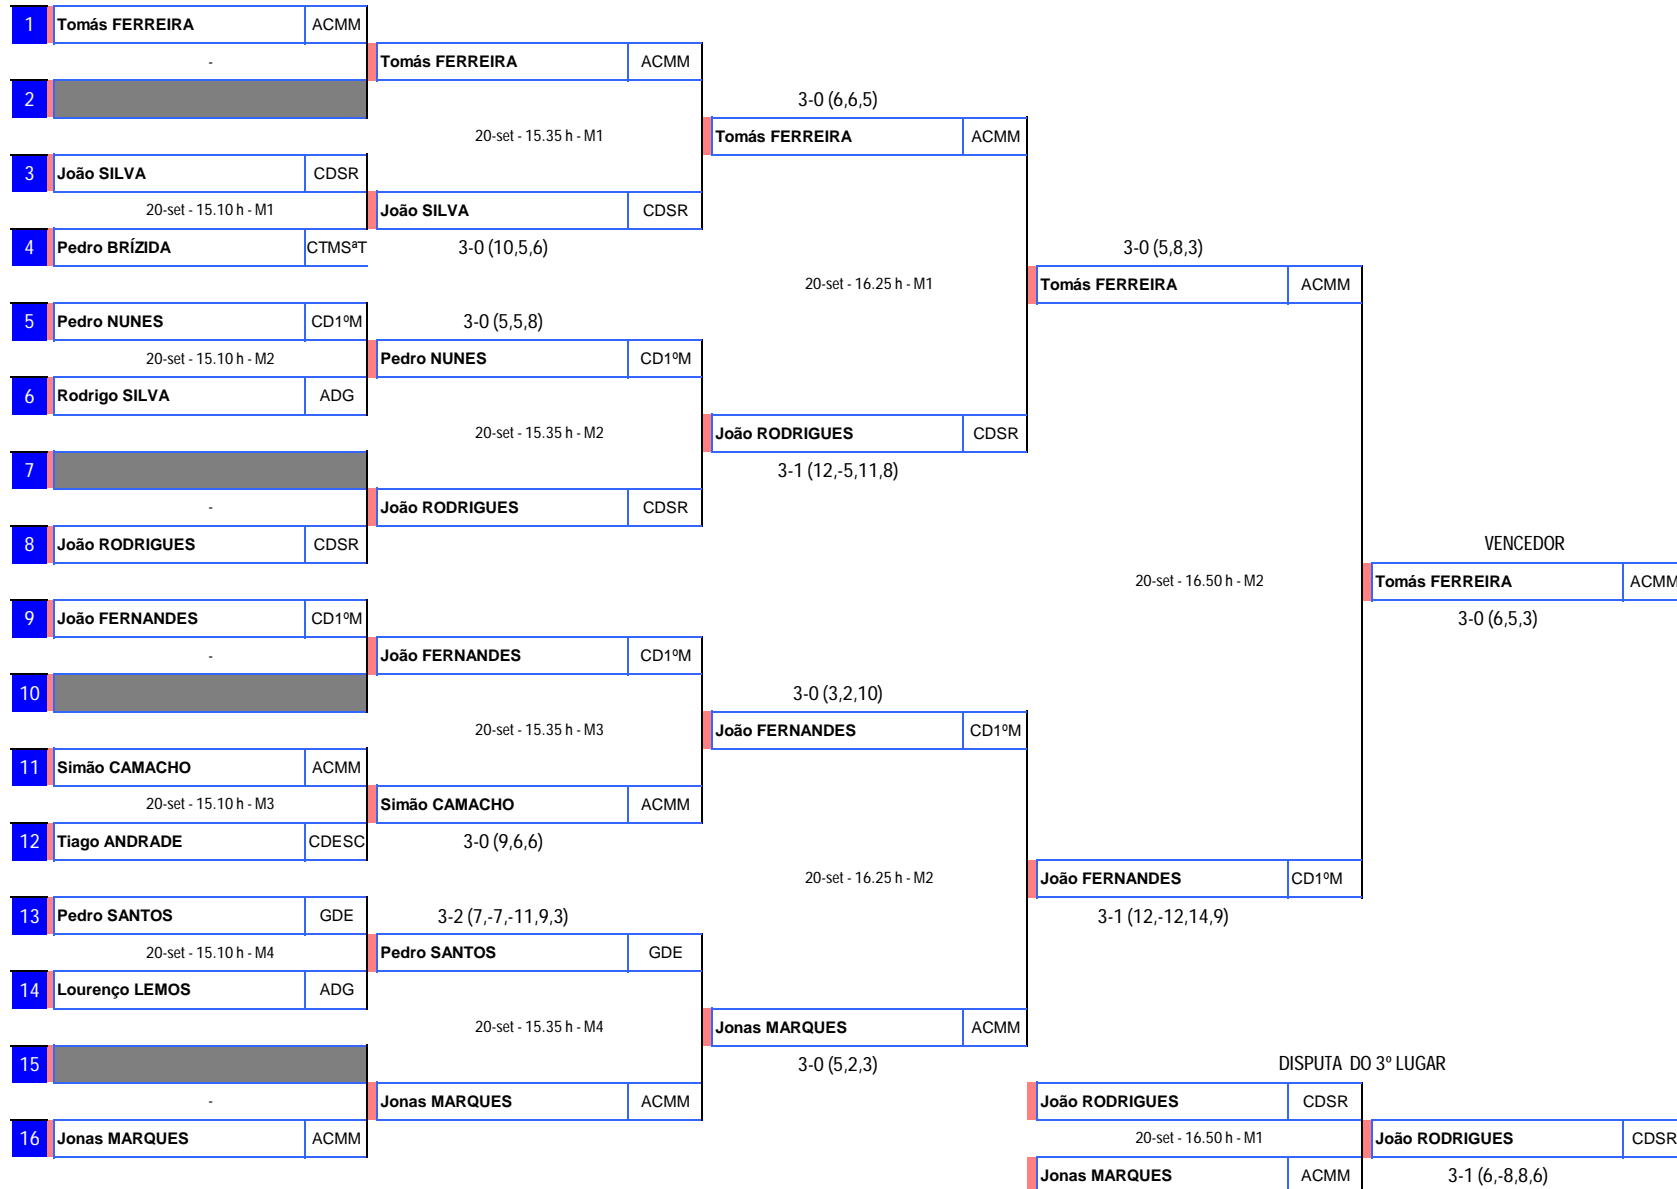 1 Tomás FERREIRA ACMM
- Tomás FERREIRA ACMM
2 3-0 (6,6,5)
20-set - 15.35 h - M1 Tomás FERREIRA ACMM
3 João SILVA CDSR
20-set - 15.10 h - M1 João SILVA CDSR
4 Pedro BRÍZIDA CTMSªT 3-0 (10,5,6) 3-0 (5,8,3)
20-set - 16.25 h - M1 Tomás FERREIRA ACMM
5 Pedro NUNES CD1ºM 3-0 (5,5,8)
20-set - 15.10 h - M2 Pedro NUNES CD1ºM
6 Rodrigo SILVA ADG
20-set - 15.35 h - M2 João RODRIGUES CDSR
7 3-1 (12,-5,11,8)
- João RODRIGUES CDSR
8 João RODRIGUES CDSR VENCEDOR
20-set - 16.50 h - M2 Tomás FERREIRA ACMM
9 João FERNANDES CD1ºM 3-0 (6,5,3)
- João FERNANDES CD1ºM
10 3-0 (3,2,10)
20-set - 15.35 h - M3 João FERNANDES CD1ºM
11 Simão CAMACHO ACMM
20-set - 15.10 h - M3 Simão CAMACHO ACMM
12 Tiago ANDRADE CDESC 3-0 (9,6,6)
20-set - 16.25 h - M2 João FERNANDES CD1ºM
13 Pedro SANTOS GDE 3-2 (7,-7,-11,9,3) 3-1 (12,-12,14,9)
20-set - 15.10 h - M4 Pedro SANTOS GDE
14 Lourenço LEMOS ADG
20-set - 15.35 h - M4 Jonas MARQUES ACMM
15 3-0 (5,2,3) DISPUTA DO 3º LUGAR
- Jonas MARQUES ACMM João RODRIGUES CDSR
16 Jonas MARQUES ACMM 20-set - 16.50 h - M1 João RODRIGUES CDSR
Jonas MARQUES ACMM 3-1 (6,-8,8,6)